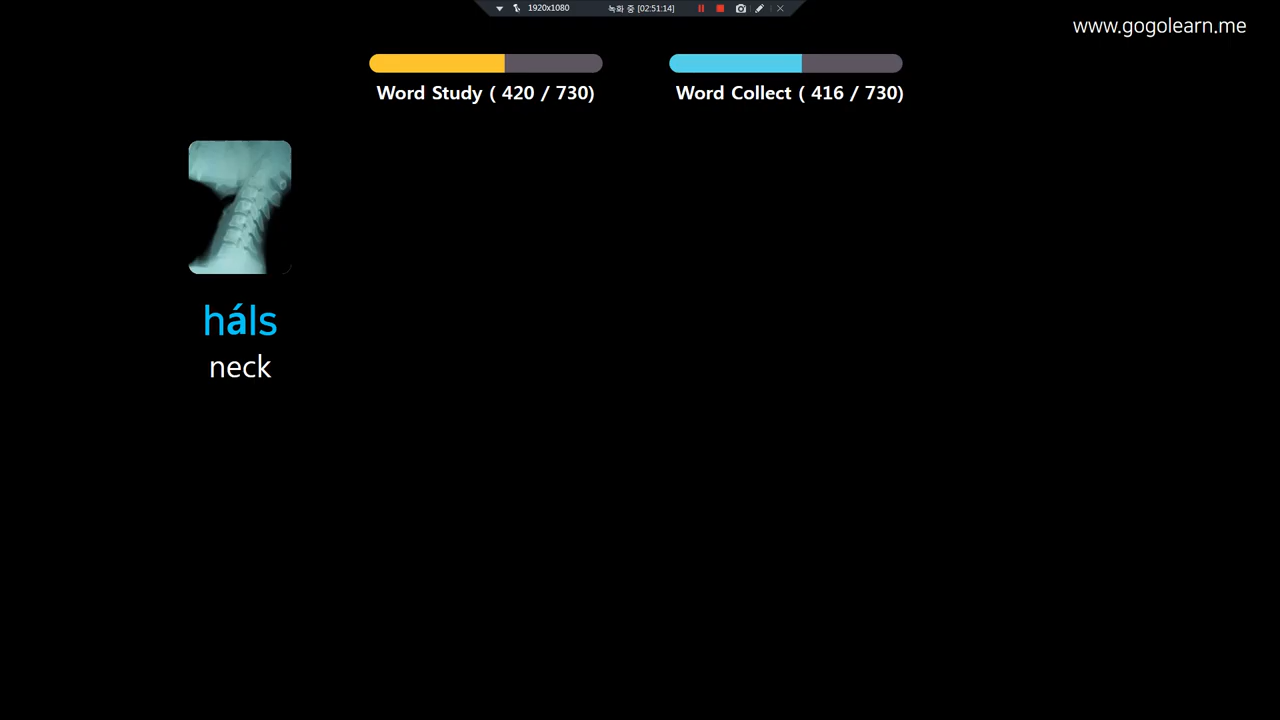 1920x1080 녹화 중 [02:51:14]
www.gogolearn.me
Word Study ( 420 / 730) Word Collect ( 416 / 730)
háls
neck